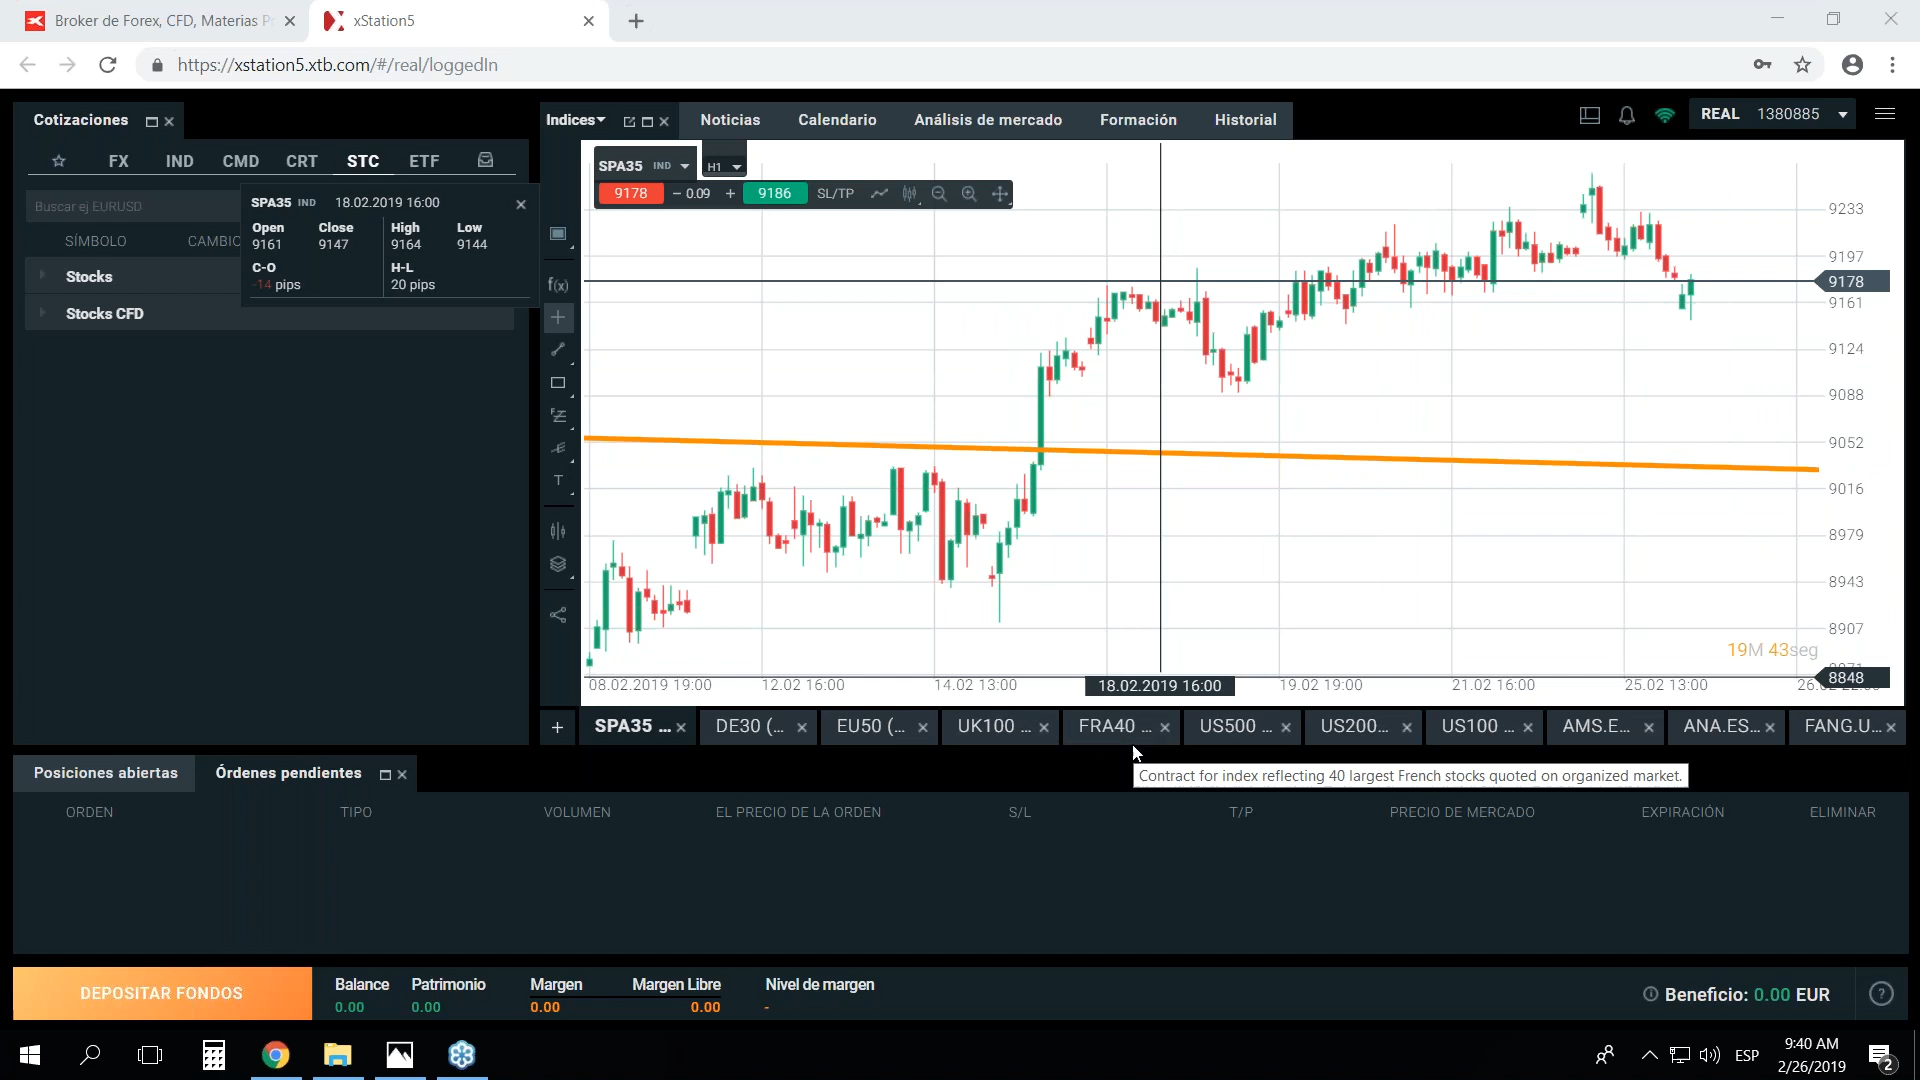 Broker de Forex, CFD, Materias P
xStation5
https://xstation5.xtb.com/#/real/loggedIn
Cotizaciones
Indices
Noticias
Calendario
Análisis de mercado
Formación
Historial
REAL 1380885
FX IND CMD CRT STC ETF
SPA35 IND
H1
Buscar ej EURUSD
9178 − 0.09 + 9186 SL/TP
SPA35 IND 18.02.2019 16:00
Open Close High Low
9161 9147 9164 9144
C-O H-L
-14 pips 20 pips
SÍMBOLO CAMBIO
Stocks
Stocks CFD
f(x)
T
9233
9197
9178
9161
9124
9088
9052
9016
8979
8943
8907
19M 43seg
8848
08.02.2019 19:00 12.02 16:00 14.02 13:00 18.02.2019 16:00 19.02 19:00 21.02 16:00 25.02 13:00
+ SPA35 ... DE30 (... EU50 (... UK100 ... FRA40 ... US500 ... US200... US100 ... AMS.E... ANA.ES... FANG.U...
Posiciones abiertas
Órdenes pendientes
Contract for index reflecting 40 largest French stocks quoted on organized market.
ORDEN TIPO VOLUMEN EL PRECIO DE LA ORDEN S/L T/P PRECIO DE MERCADO EXPIRACIÓN ELIMINAR
DEPOSITAR FONDOS
Balance Patrimonio Margen Margen Libre Nivel de margen
0.00 0.00 0.00 0.00 -
Beneficio: 0.00 EUR
?
ESP
9:40 AM
2/26/2019
2